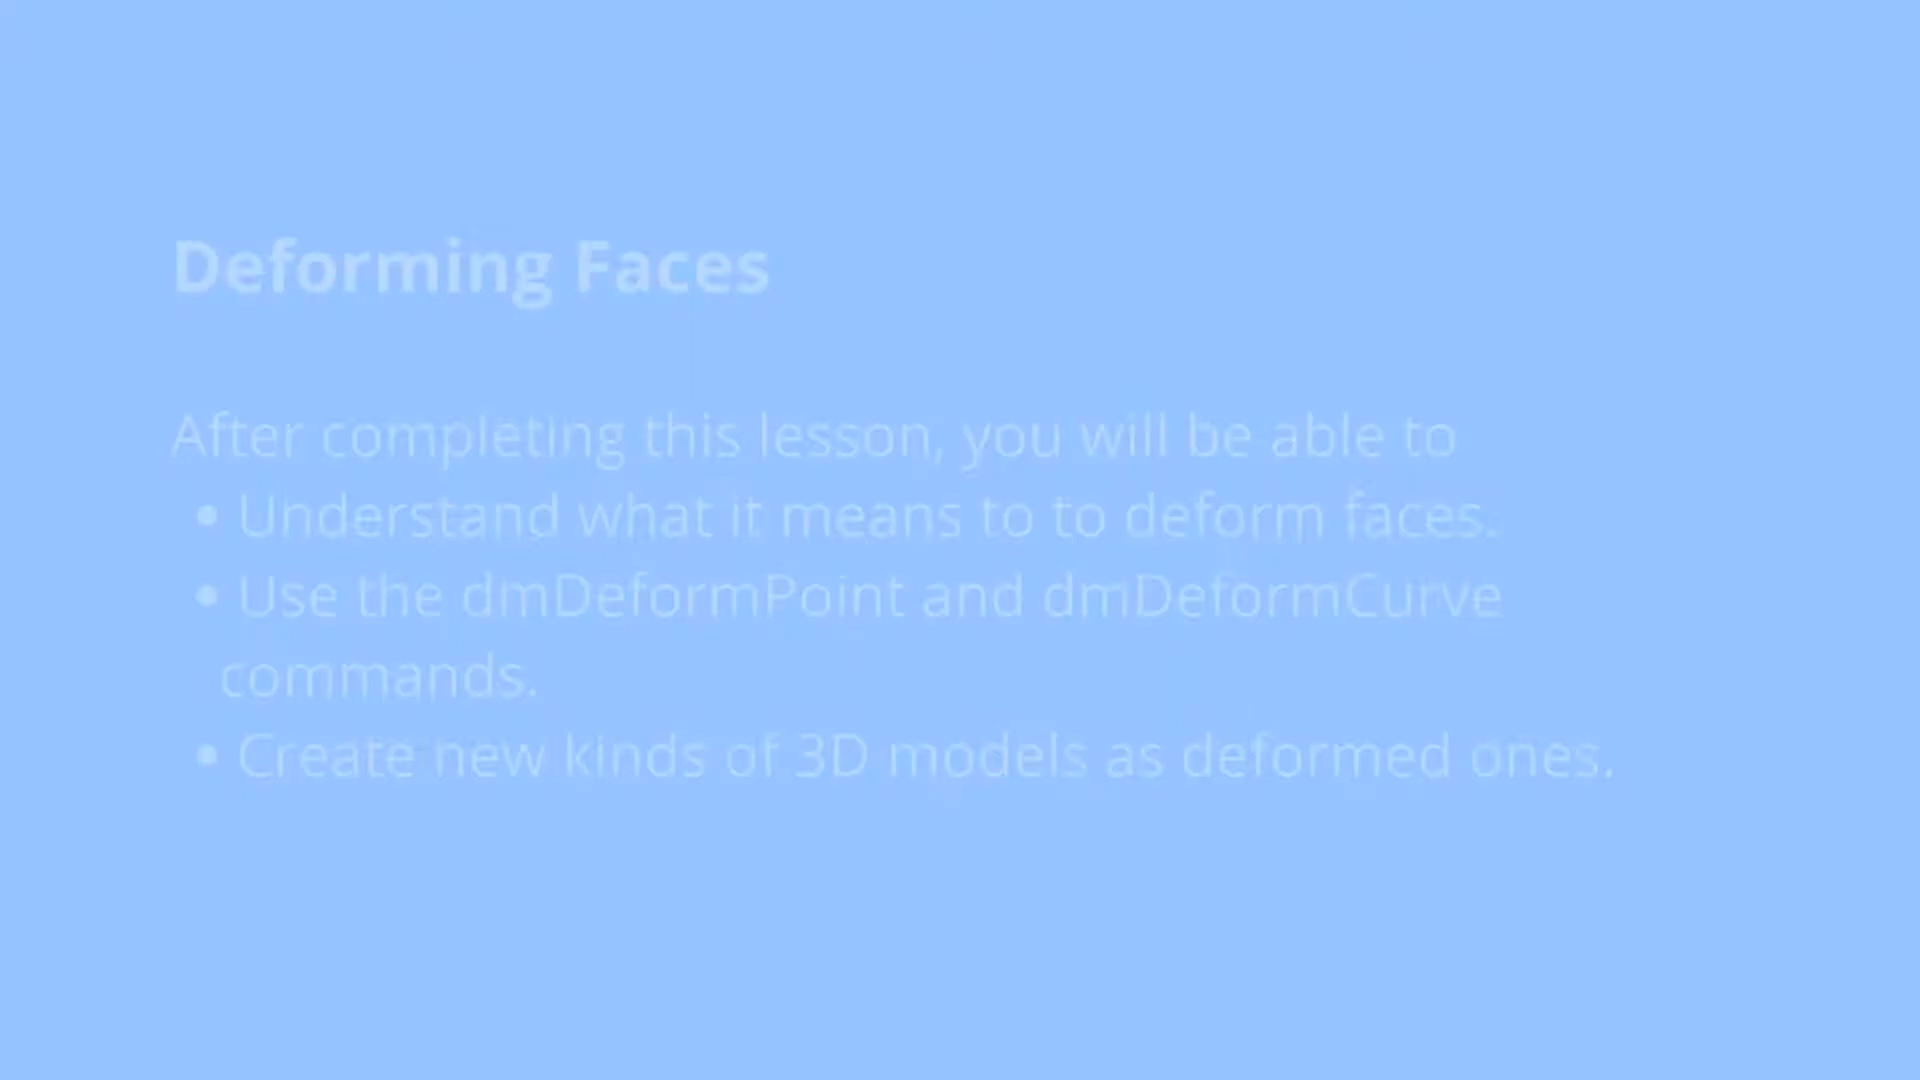 Deforming Faces
After completing this lesson, you will be able to
• Understand what it means to to deform faces.
• Use the dmDeformPoint and dmDeformCurve
commands.
• Create new kinds of 3D models as deformed ones.